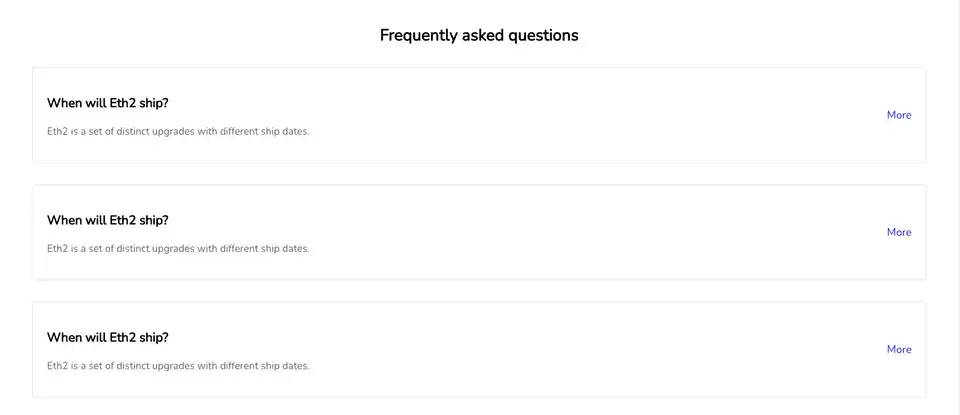 Frequently asked questions
When will Eth2 ship?
Eth2 is a set of distinct upgrades with different ship dates.
More
When will Eth2 ship?
Eth2 is a set of distinct upgrades with different ship dates.
More
When will Eth2 ship?
Eth2 is a set of distinct upgrades with different ship dates.
More